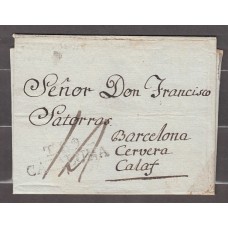 Señor Don Francisco
Satorras
Barcelona
Cervera
Calaf